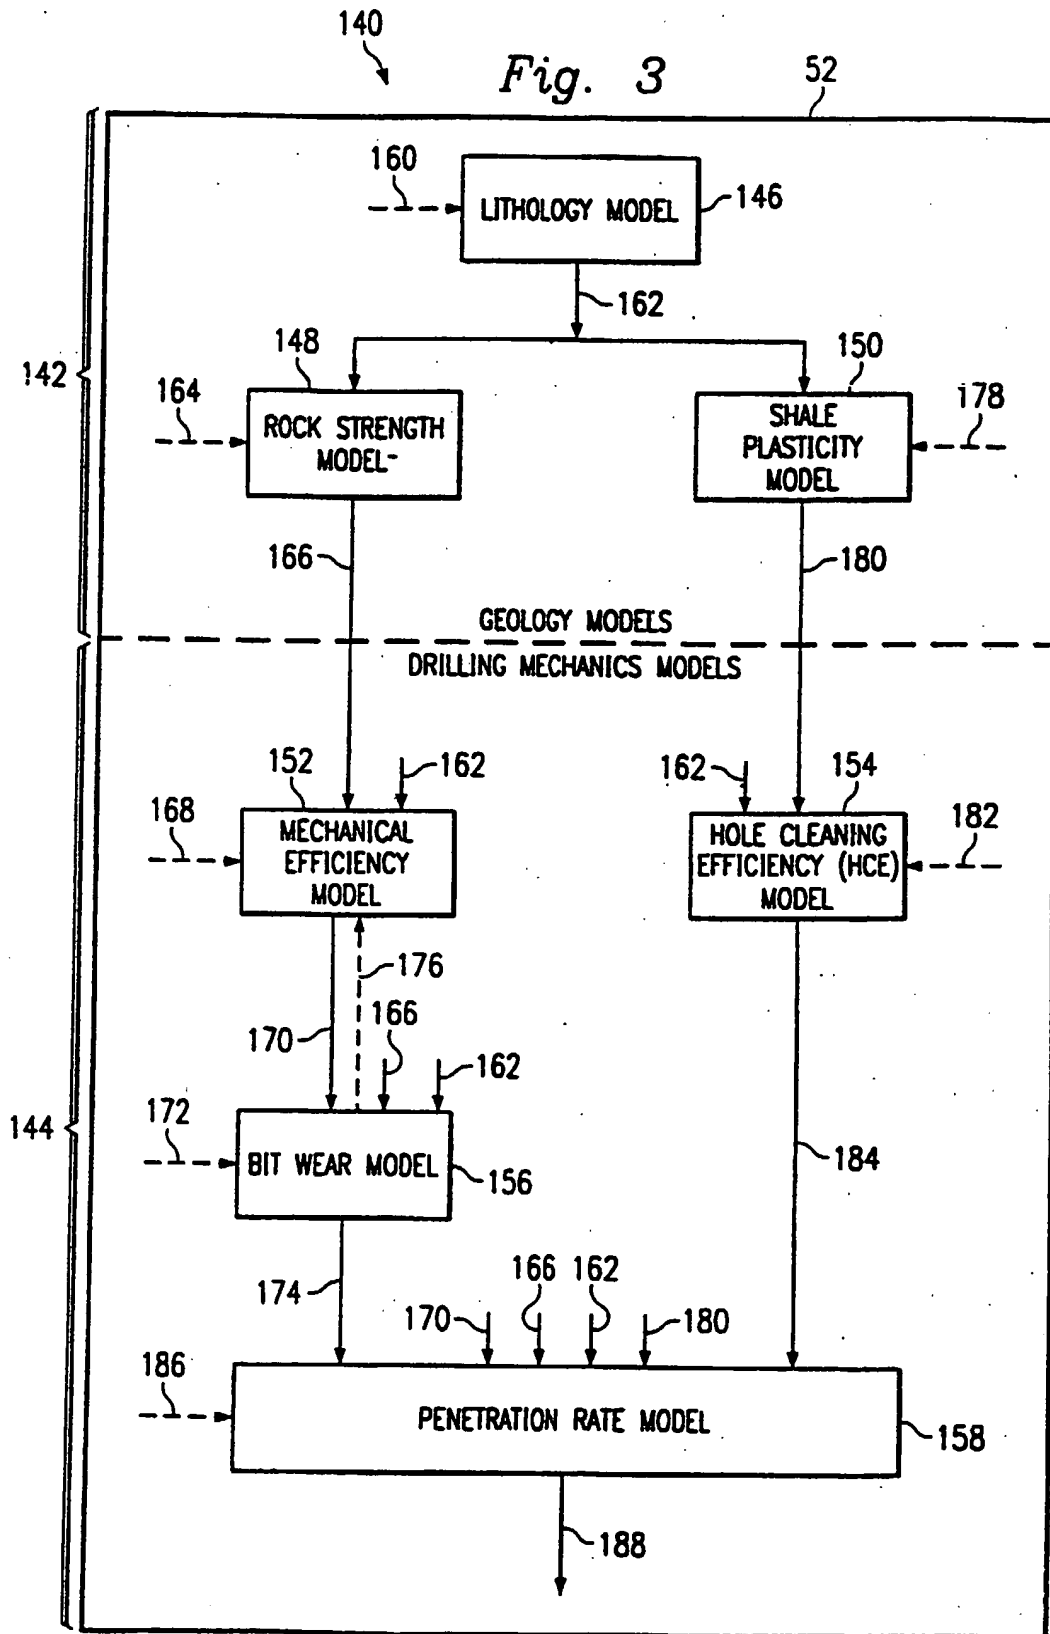 140
Fig. 3
52
160
LITHOLOGY MODEL
146
162
142
148
150
164
178
ROCK STRENGTH
MODEL
SHALE
PLASTICITY
MODEL
166
180
GEOLOGY MODELS
DRILLING MECHANICS MODELS
152
162
162
154
168
182
MECHANICAL
EFFICIENCY
MODEL
HOLE CLEANING
EFFICIENCY (HCE)
MODEL
176
170
166
162
144
172
BIT WEAR MODEL
156
184
174
170
166
162
180
186
PENETRATION RATE MODEL
158
188